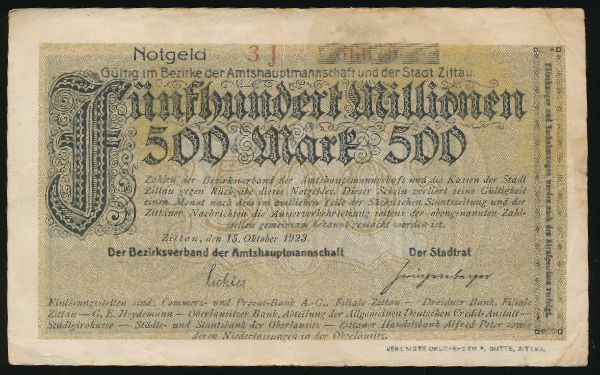 Notgeld 3 J
Gültig im Bezirke der Amtshauptmannschaft und der Stadt Zittau.
Fünfhundert Millionen
500 Mark 500
Zahlen der Bezirksverband der Amtshauptmannschaft und die Kassen der Stadt
Zittau gegen Rückgabe dieses Notgeldes. Dieser Schein verliert seine Gültigkeit
einen Monat nach dem im amtlichen Teile der Sächsischen Staatszeitung und der
Zittauer Nachrichten die Ausserverkehrsetzung seitens der obengenannten Zahl-
stellen gemeinsam bekannt gemacht worden ist.
Zittau, den 15. Oktober 1923.
Der Bezirksverband der Amtshauptmannschaft Der Stadtrat
Einlösungsstellen sind: Commerz- und Privat-Bank A.-G., Filiale Zittau — Dresdner Bank, Filiale
Zittau — G. E. Heydemann — Oberlausitzer Bank, Abteilung der Allgemeinen Deutschen Credit-Anstalt —
Stadtgirokasse — Städte- und Staatsbank der Oberlausitz — Zittauer Handelsbank Alfred Peter sowie
deren Niederlassungen in der Oberlausitz.
VEREINIGTE DRUCKEREIEN P. GUTTE, ZITTAU.